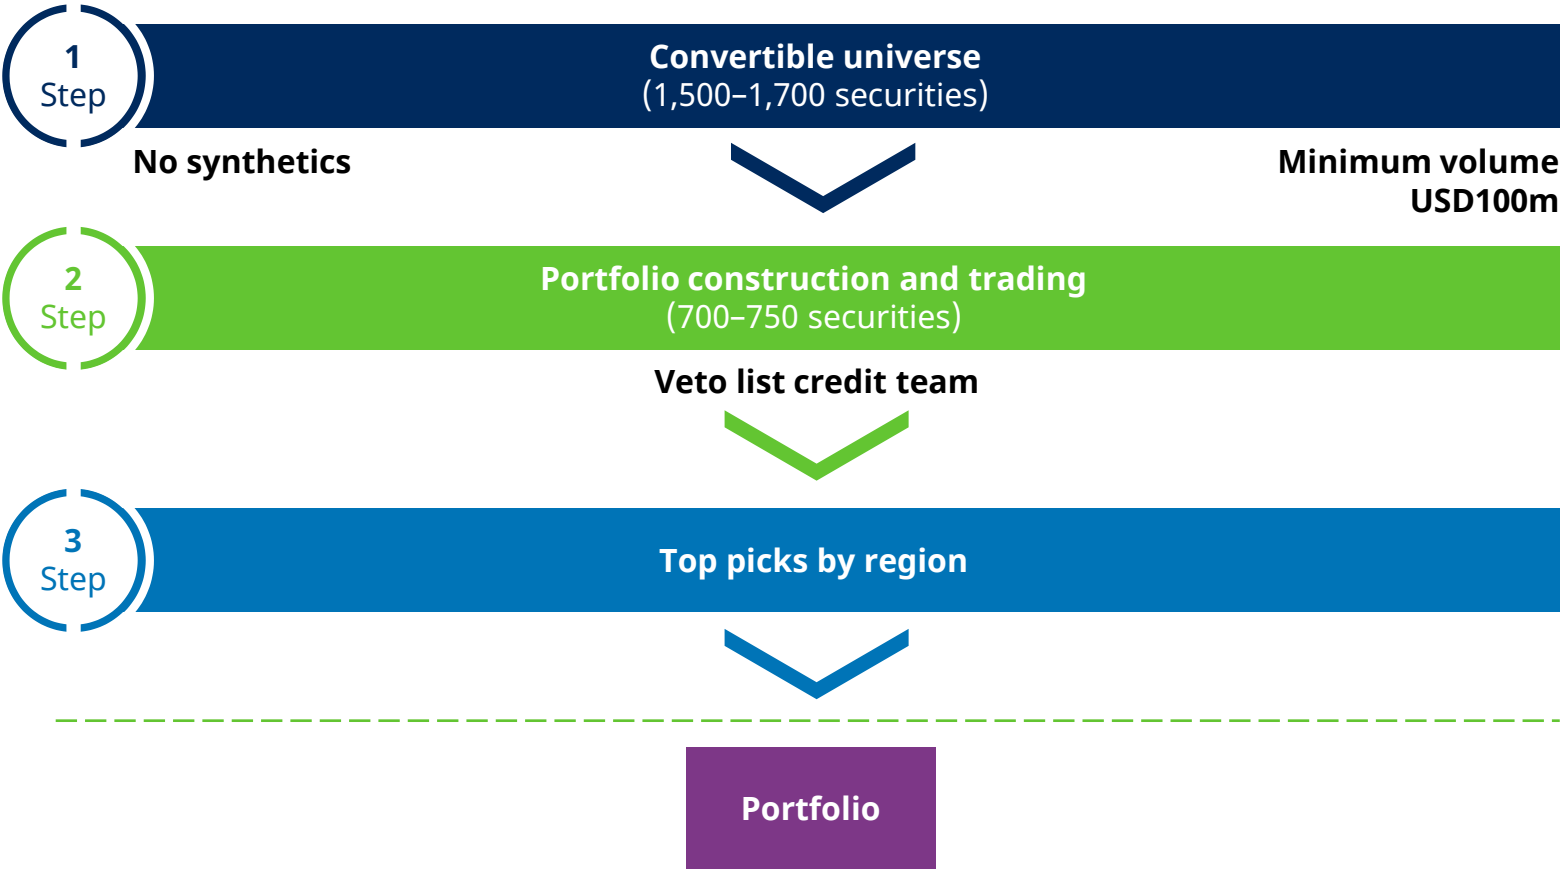 1
Step
Convertible universe
(1,500–1,700 securities)
No synthetics
Minimum volume
USD100m
2
Step
Portfolio construction and trading
(700–750 securities)
Veto list credit team
3
Step
Top picks by region
Portfolio